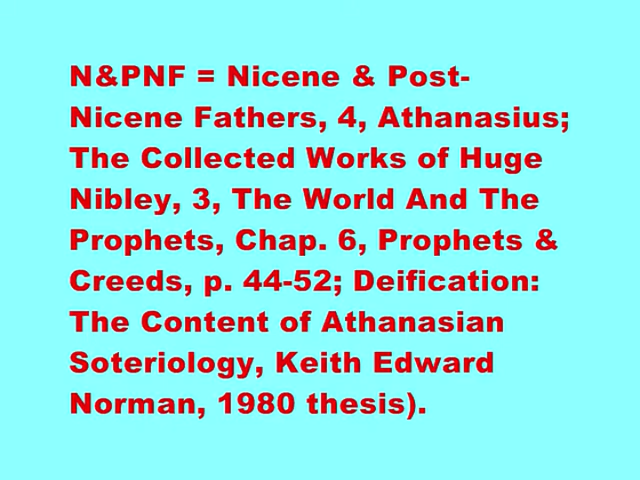 N&PNF = Nicene & Post-
Nicene Fathers, 4, Athanasius;
The Collected Works of Huge
Nibley, 3, The World And The
Prophets, Chap. 6, Prophets &
Creeds, p. 44-52; Deification:
The Content of Athanasian
Soteriology, Keith Edward
Norman, 1980 thesis).